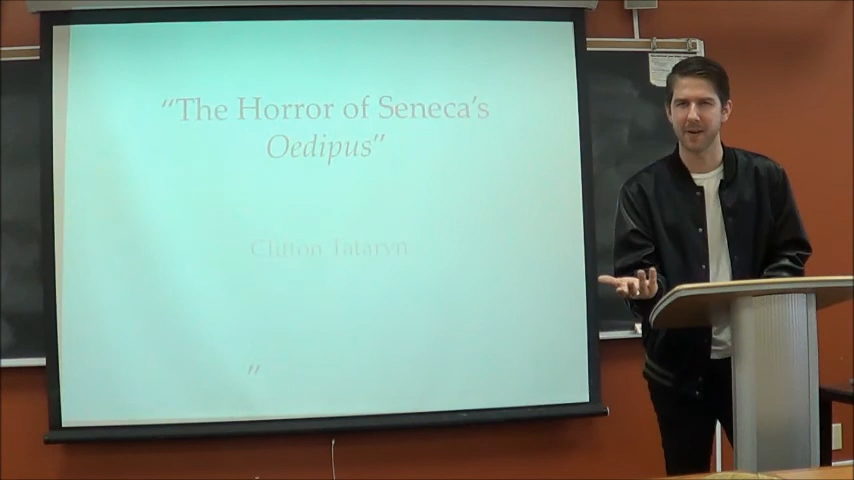 “The Horror of Seneca’s
Oedipus”
Clifton Tataryn
”